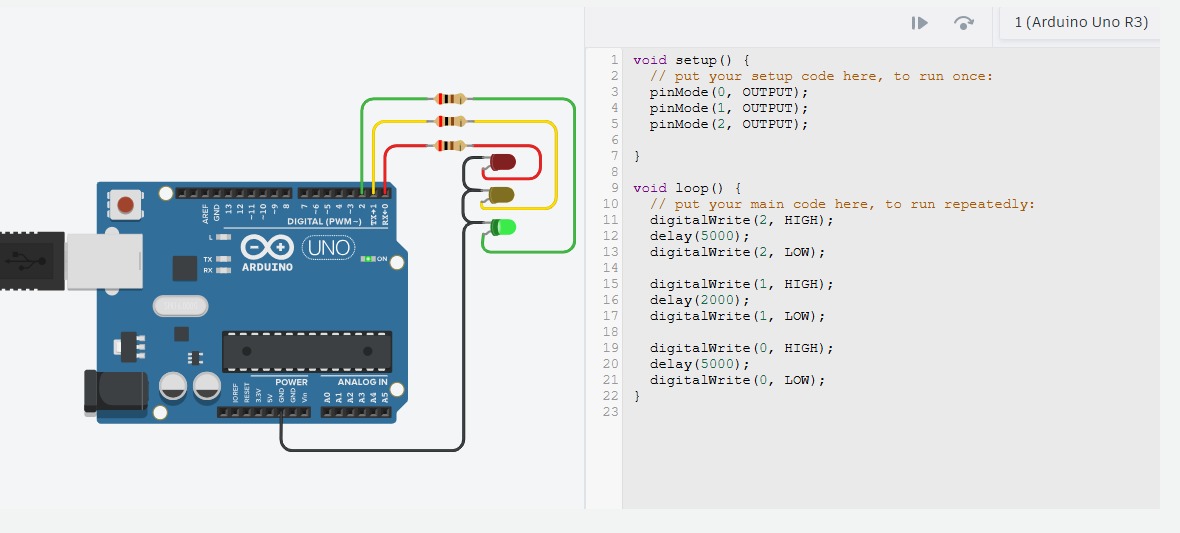 1 (Arduino Uno R3)
1 void setup() {
2 // put your setup code here, to run once:
3 pinMode(0, OUTPUT);
4 pinMode(1, OUTPUT);
5 pinMode(2, OUTPUT);
6
7 }
8
9 void loop() {
10 // put your main code here, to run repeatedly:
11 digitalWrite(2, HIGH);
12 delay(5000);
13 digitalWrite(2, LOW);
14
15 digitalWrite(1, HIGH);
16 delay(2000);
17 digitalWrite(1, LOW);
18
19 digitalWrite(0, HIGH);
20 delay(5000);
21 digitalWrite(0, LOW);
22 }
23
AREF GND 13 12 ~11 ~10 ~9 8 7 ~6 ~5 4 ~3 2 TX→1 RX←0
DIGITAL (PWM~)
L
TX
RX
UNO
ARDUINO
ON
IOREF RESET 3.3V 5V GND GND Vin A0 A1 A2 A3 A4 A5
POWER ANALOG IN